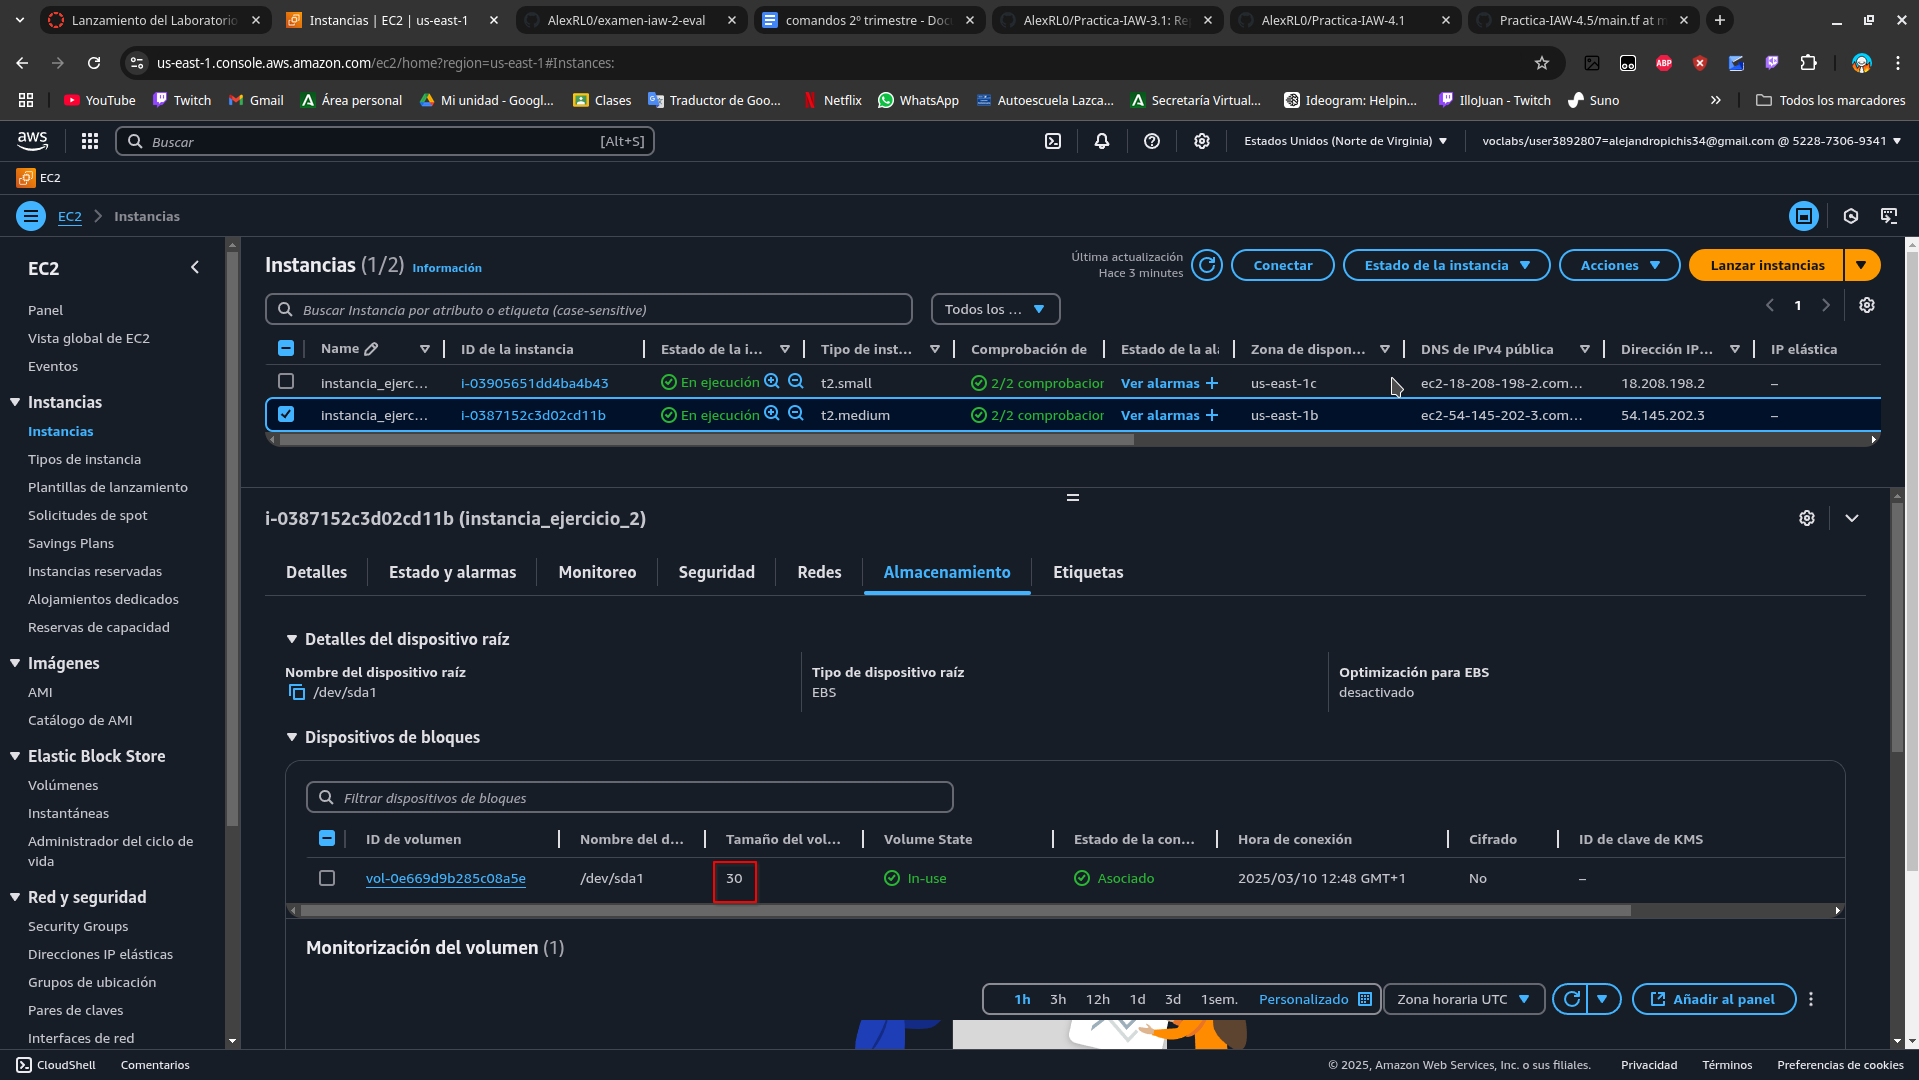 Lanzamiento del Laboratorio
Instancias | EC2 | us-east-1
AlexRL0/examen-iaw-2-eval
comandos 2º trimestre - Doc
AlexRL0/Practica-IAW-3.1: Re
AlexRL0/Practica-IAW-4.1
Practica-IAW-4.5/main.tf at m
us-east-1.console.aws.amazon.com/ec2/home?region=us-east-1#Instances:
YouTube
Twitch
Gmail
Área personal
Mi unidad - Googl...
Clases
Traductor de Goo...
Netflix
WhatsApp
Autoescuela Lazca...
Secretaría Virtual...
Ideogram: Helpin...
IlloJuan - Twitch
Suno
»
Todos los marcadores
aws
Buscar
[Alt+S]
Estados Unidos (Norte de Virginia)
voclabs/user3892807=alejandropichis34@gmail.com @ 5228-7306-9341
EC2
EC2 > Instancias
EC2
Panel
Vista global de EC2
Eventos
Instancias
Instancias
Tipos de instancia
Plantillas de lanzamiento
Solicitudes de spot
Savings Plans
Instancias reservadas
Alojamientos dedicados
Reservas de capacidad
Imágenes
AMI
Catálogo de AMI
Elastic Block Store
Volúmenes
Instantáneas
Administrador del ciclo de
vida
Red y seguridad
Security Groups
Direcciones IP elásticas
Grupos de ubicación
Pares de claves
Interfaces de red
Instancias (1/2) Información
Última actualización
Hace 3 minutes
Conectar
Estado de la instancia
Acciones
Lanzar instancias
Buscar Instancia por atributo o etiqueta (case-sensitive)
Todos los ...
1
Name ID de la instancia Estado de la i... Tipo de inst... Comprobación de Estado de la al Zona de dispon... DNS de IPv4 pública Dirección IP... IP elástica
instancia_ejerc... i-03905651dd4ba4b43 En ejecución t2.small 2/2 comprobacior Ver alarmas + us-east-1c ec2-18-208-198-2.com... 18.208.198.2 –
instancia_ejerc... i-0387152c3d02cd11b En ejecución t2.medium 2/2 comprobacior Ver alarmas + us-east-1b ec2-54-145-202-3.com... 54.145.202.3 –
i-0387152c3d02cd11b (instancia_ejercicio_2)
Detalles
Estado y alarmas
Monitoreo
Seguridad
Redes
Almacenamiento
Etiquetas
Detalles del dispositivo raíz
Nombre del dispositivo raíz
/dev/sda1
Tipo de dispositivo raíz
EBS
Optimización para EBS
desactivado
Dispositivos de bloques
Filtrar dispositivos de bloques
ID de volumen Nombre del d... Tamaño del vol... Volume State Estado de la con... Hora de conexión Cifrado ID de clave de KMS
vol-0e669d9b285c08a5e /dev/sda1 30 In-use Asociado 2025/03/10 12:48 GMT+1 No –
Monitorización del volumen (1)
1h 3h 12h 1d 3d 1sem. Personalizado
Zona horaria UTC
Añadir al panel
CloudShell
Comentarios
© 2025, Amazon Web Services, Inc. o sus filiales.
Privacidad
Términos
Preferencias de cookies